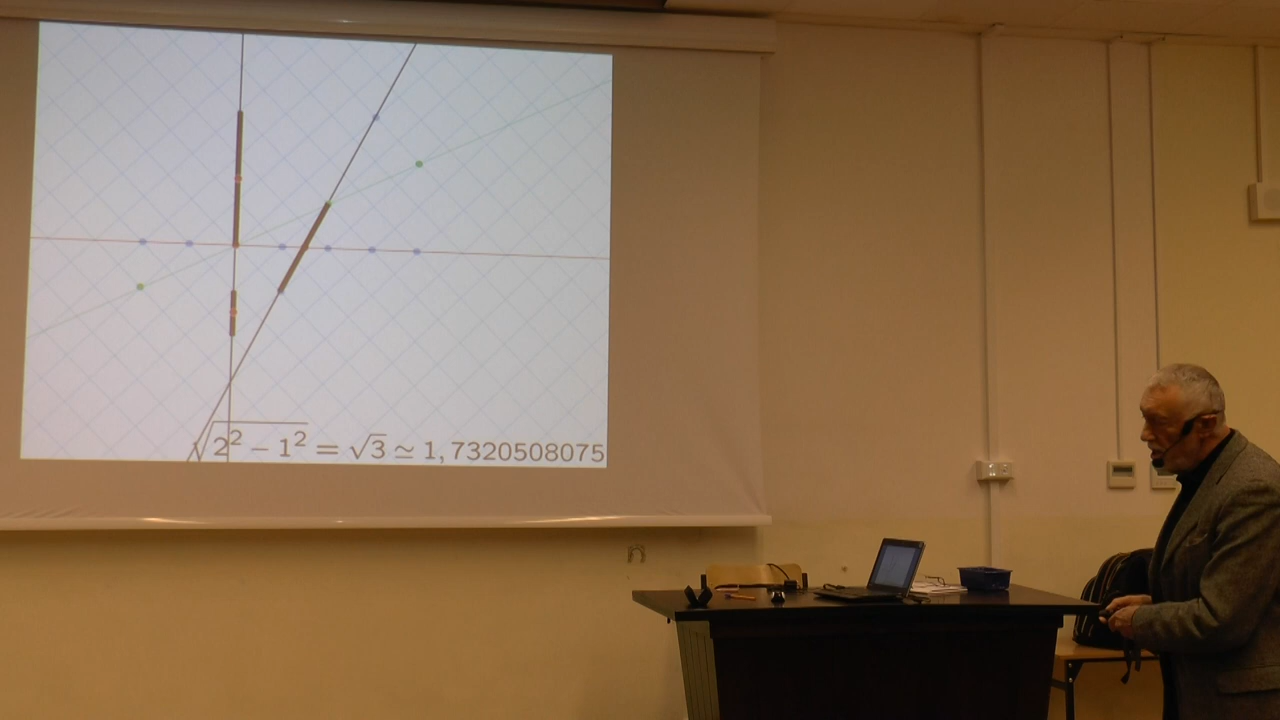 √(2² − 1²) = √3 ≃ 1,7320508075